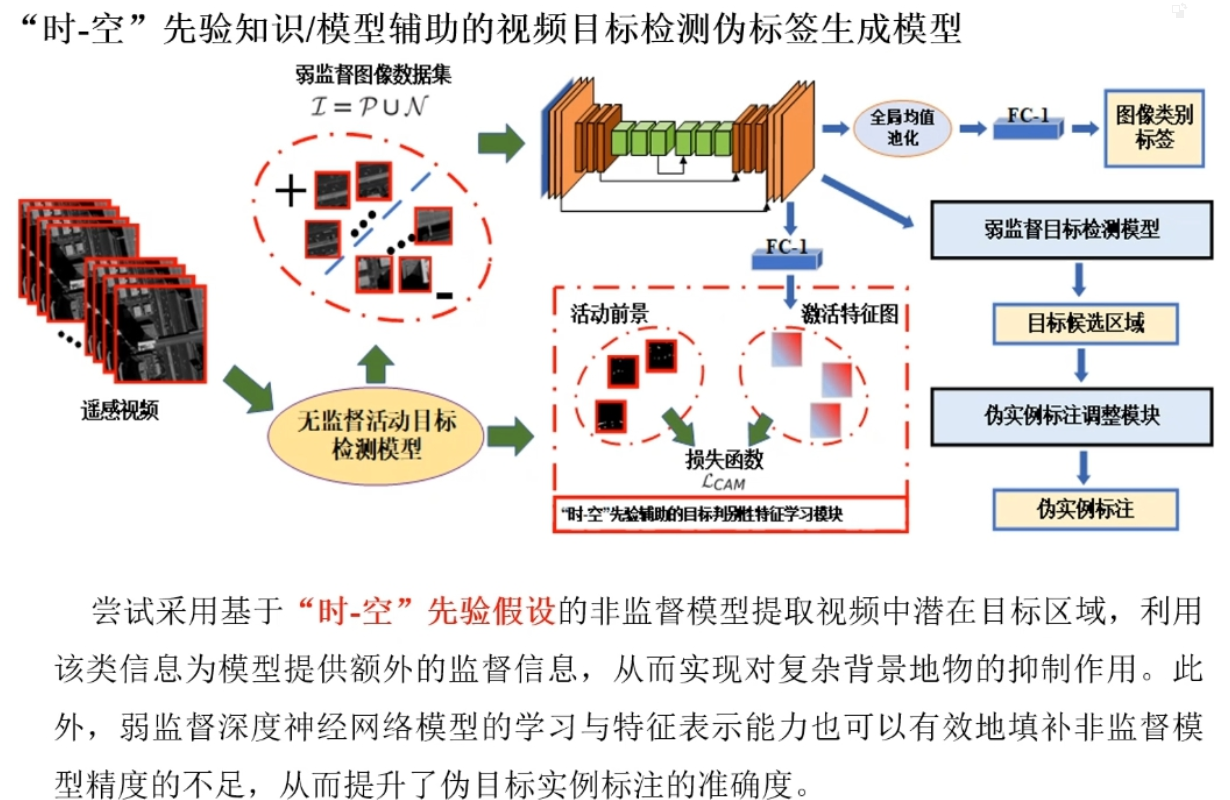 “时-空”先验知识/模型辅助的视频目标检测伪标签生成模型
弱监督图像数据集
ℐ = 𝒫 ∪ 𝒩
全局均值
池化
FC-1
图像类别
标签
+
-
遥感视频
无监督活动目标
检测模型
FC-1
活动前景
激活特征图
损失函数
ℒCAM
“时-空”先验辅助的目标判别性特征学习模块
弱监督目标检测模型
目标候选区域
伪实例标注调整模块
伪实例标注
尝试采用基于“时-空”先验假设的非监督模型提取视频中潜在目标区域，利用
该类信息为模型提供额外的监督信息，从而实现对复杂背景地物的抑制作用。此
外，弱监督深度神经网络模型的学习与特征表示能力也可以有效地填补非监督模
型精度的不足，从而提升了伪目标实例标注的准确度。